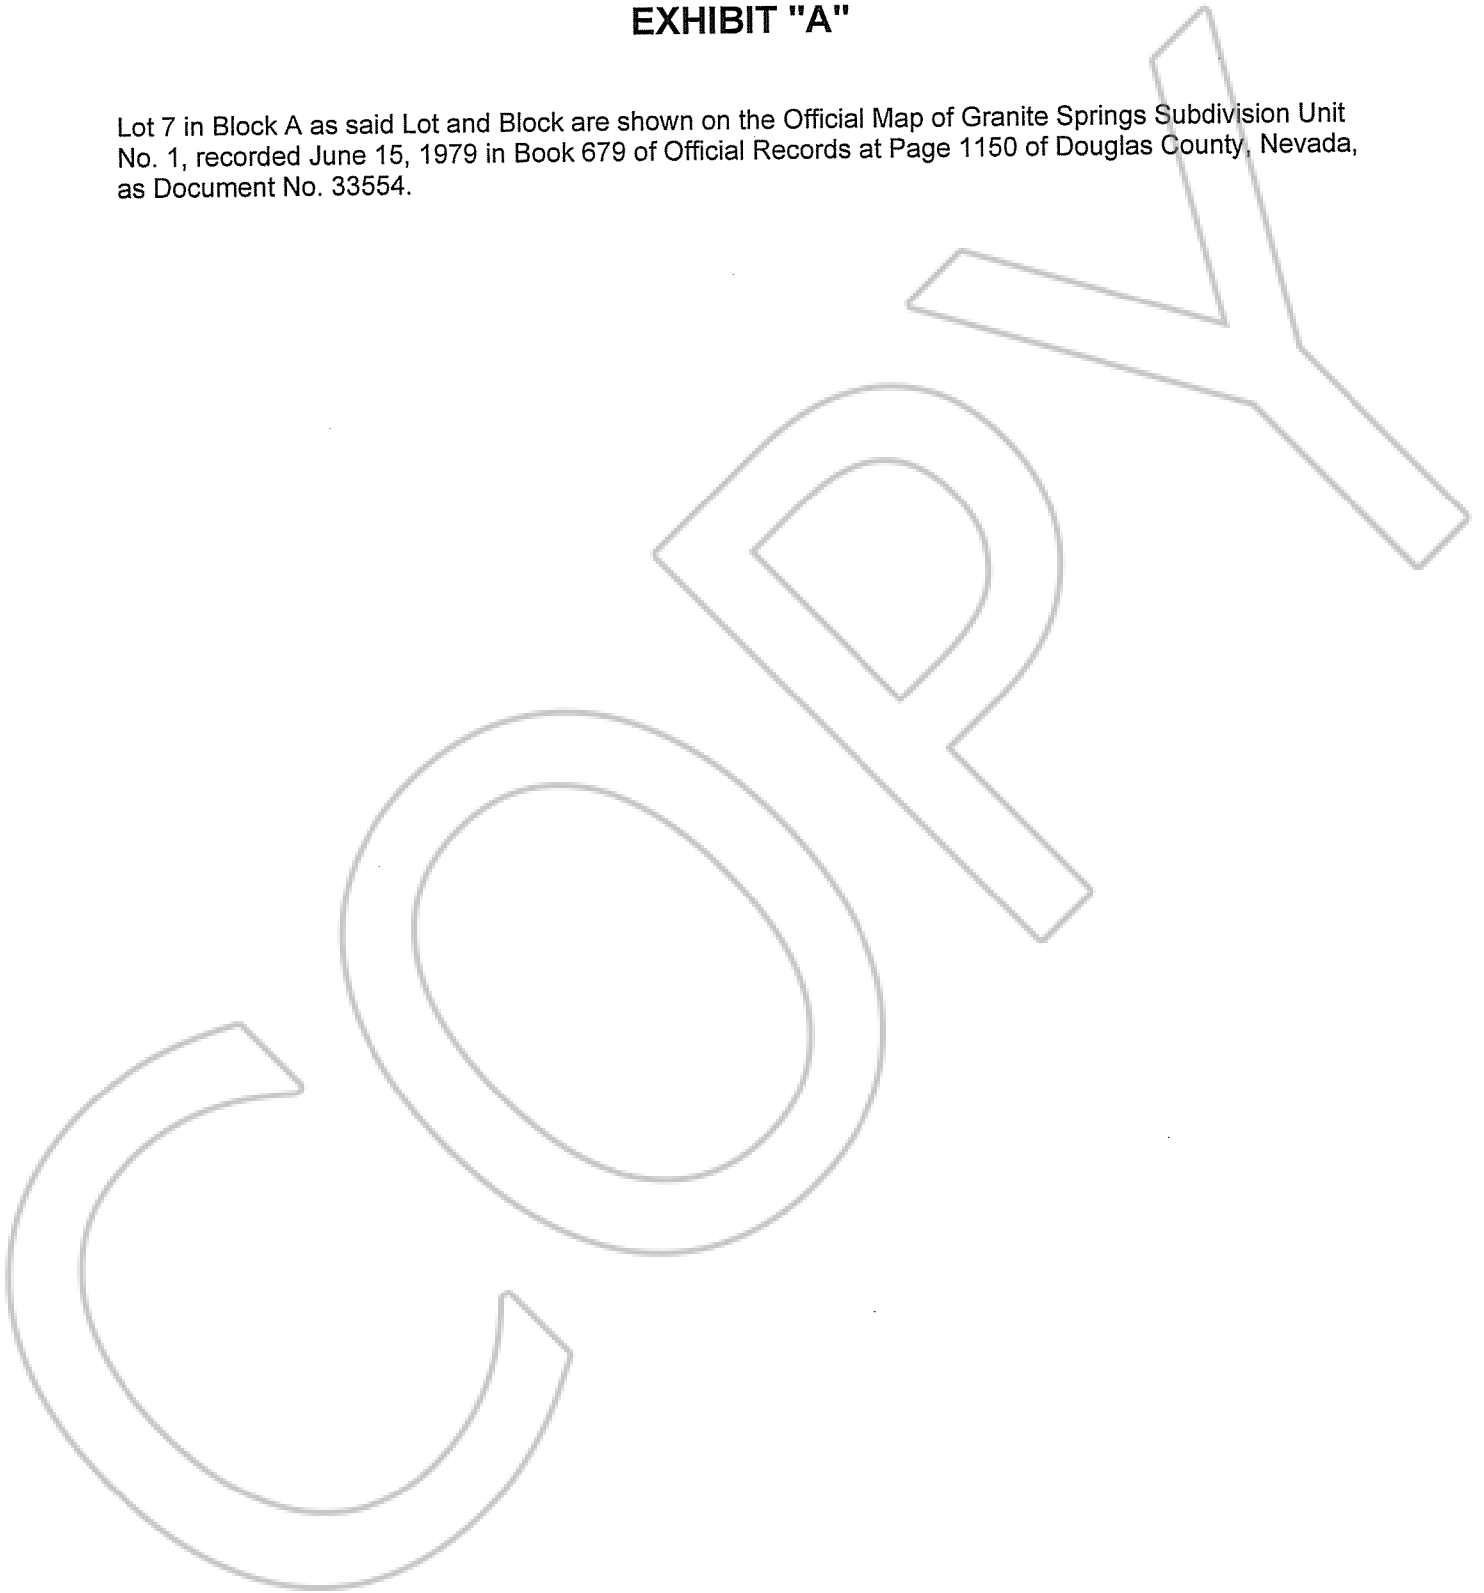 EXHIBIT "A"
Lot 7 in Block A as said Lot and Block are shown on the Official Map of Granite Springs Subdivision Unit
No. 1, recorded June 15, 1979 in Book 679 of Official Records at Page 1150 of Douglas County, Nevada,
as Document No. 33554.
COPY